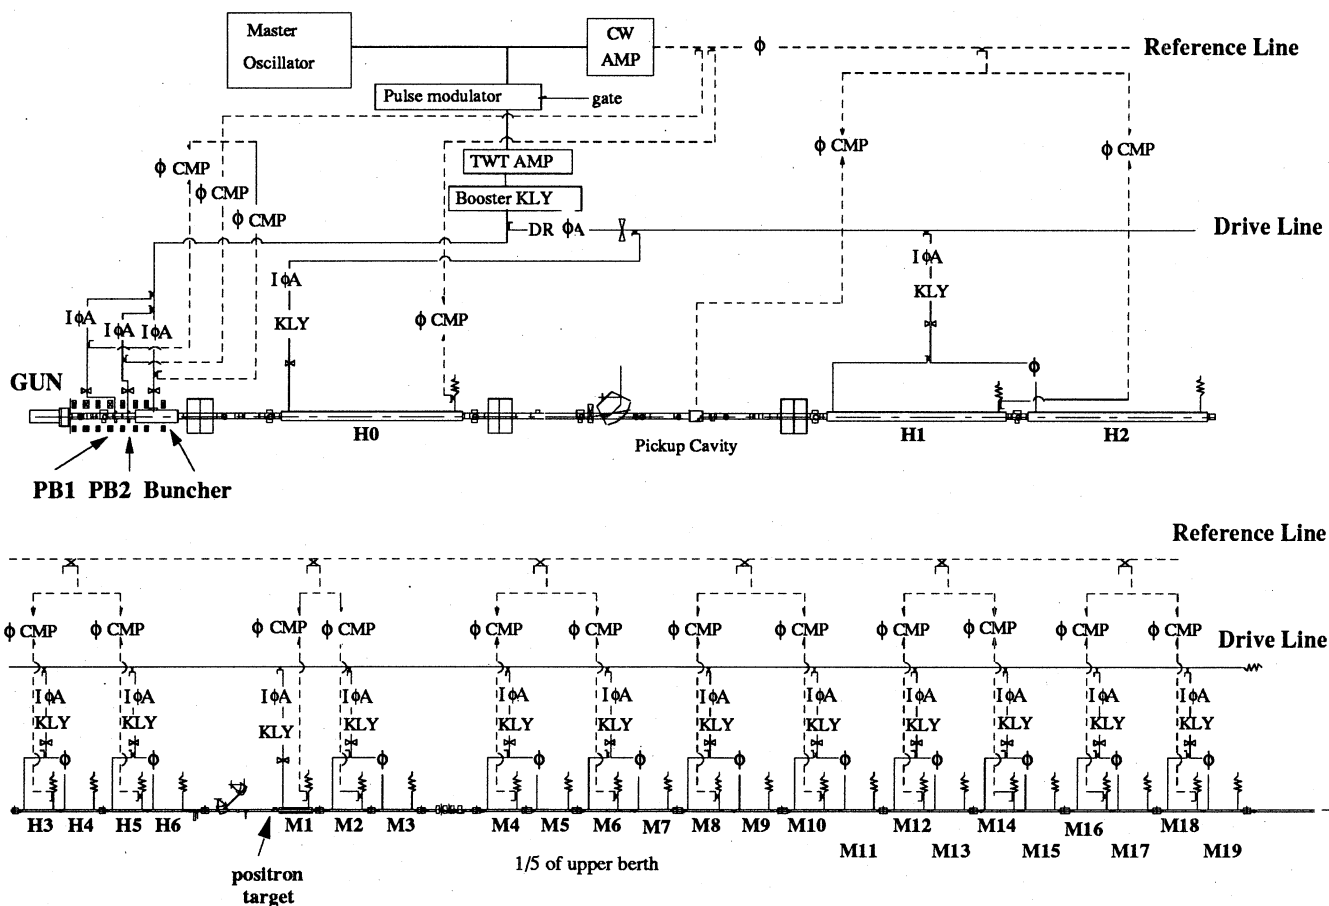 Master
Oscillator
CW
AMP
ϕ
Reference Line
Pulse modulator
gate
ϕ CMP
ϕ CMP
ϕ CMP
TWT AMP
Booster KLY
DR ϕA
ϕ CMP
ϕ CMP
Drive Line
IϕA
KLY
IϕA
KLY
IϕA
IϕA
IϕA
ϕ CMP
ϕ
GUN
H0
Pickup Cavity
H1
H2
PB1 PB2 Buncher
Reference Line
ϕ CMP ϕ CMP ϕ CMP ϕ CMP ϕ CMP ϕ CMP ϕ CMP ϕ CMP ϕ CMP ϕ CMP ϕ CMP ϕ CMP
Drive Line
IϕA IϕA IϕA IϕA IϕA IϕA IϕA IϕA IϕA IϕA IϕA IϕA
KLY KLY KLY KLY KLY KLY KLY KLY KLY KLY KLY KLY
ϕ ϕ ϕ ϕ ϕ ϕ ϕ ϕ ϕ ϕ ϕ
H3 H4 H5 H6 M1 M2 M3 M4 M5 M6 M7 M8 M9 M10 M12 M14 M16 M18
M11 M13 M15 M17 M19
1/5 of upper berth
positron
target